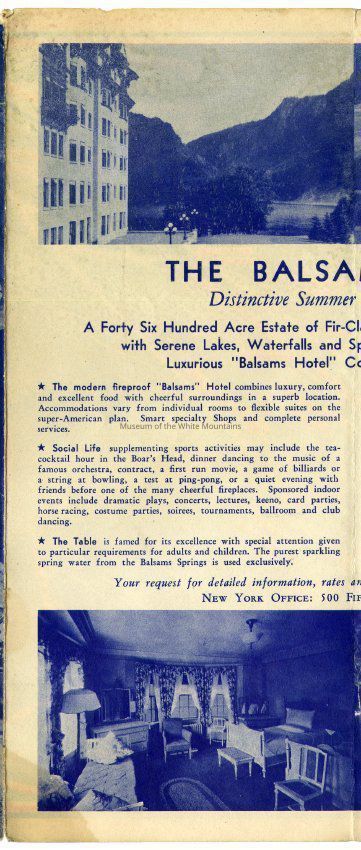 THE BALSA
Distinctive Summer
A Forty Six Hundred Acre Estate of Fir-Cla
with Serene Lakes, Waterfalls and Sp
Luxurious "Balsams Hotel" Co
★ The modern fireproof "Balsams" Hotel combines luxury, comfort
and excellent food with cheerful surroundings in a superb location.
Accommodations vary from individual rooms to flexible suites on the
super-American plan. Smart specialty Shops and complete personal
services.
Museum of the White Mountains
★ Social Life supplementing sports activities may include the tea-
cocktail hour in the Boar's Head, dinner dancing to the music of a
famous orchestra, contract, a first run movie, a game of billiards or
a string at bowling, a test at ping-pong, or a quiet evening with
friends before one of the many cheerful fireplaces. Sponsored indoor
events include dramatic plays, concerts, lectures, keeno, card parties,
horse racing, costume parties, soirees, tournaments, ballroom and club
dancing.
★ The Table is famed for its excellence with special attention given
to particular requirements for adults and children. The purest sparkling
spring water from the Balsams Springs is used exclusively.
Your request for detailed information, rates an
NEW YORK OFFICE: 500 FIF